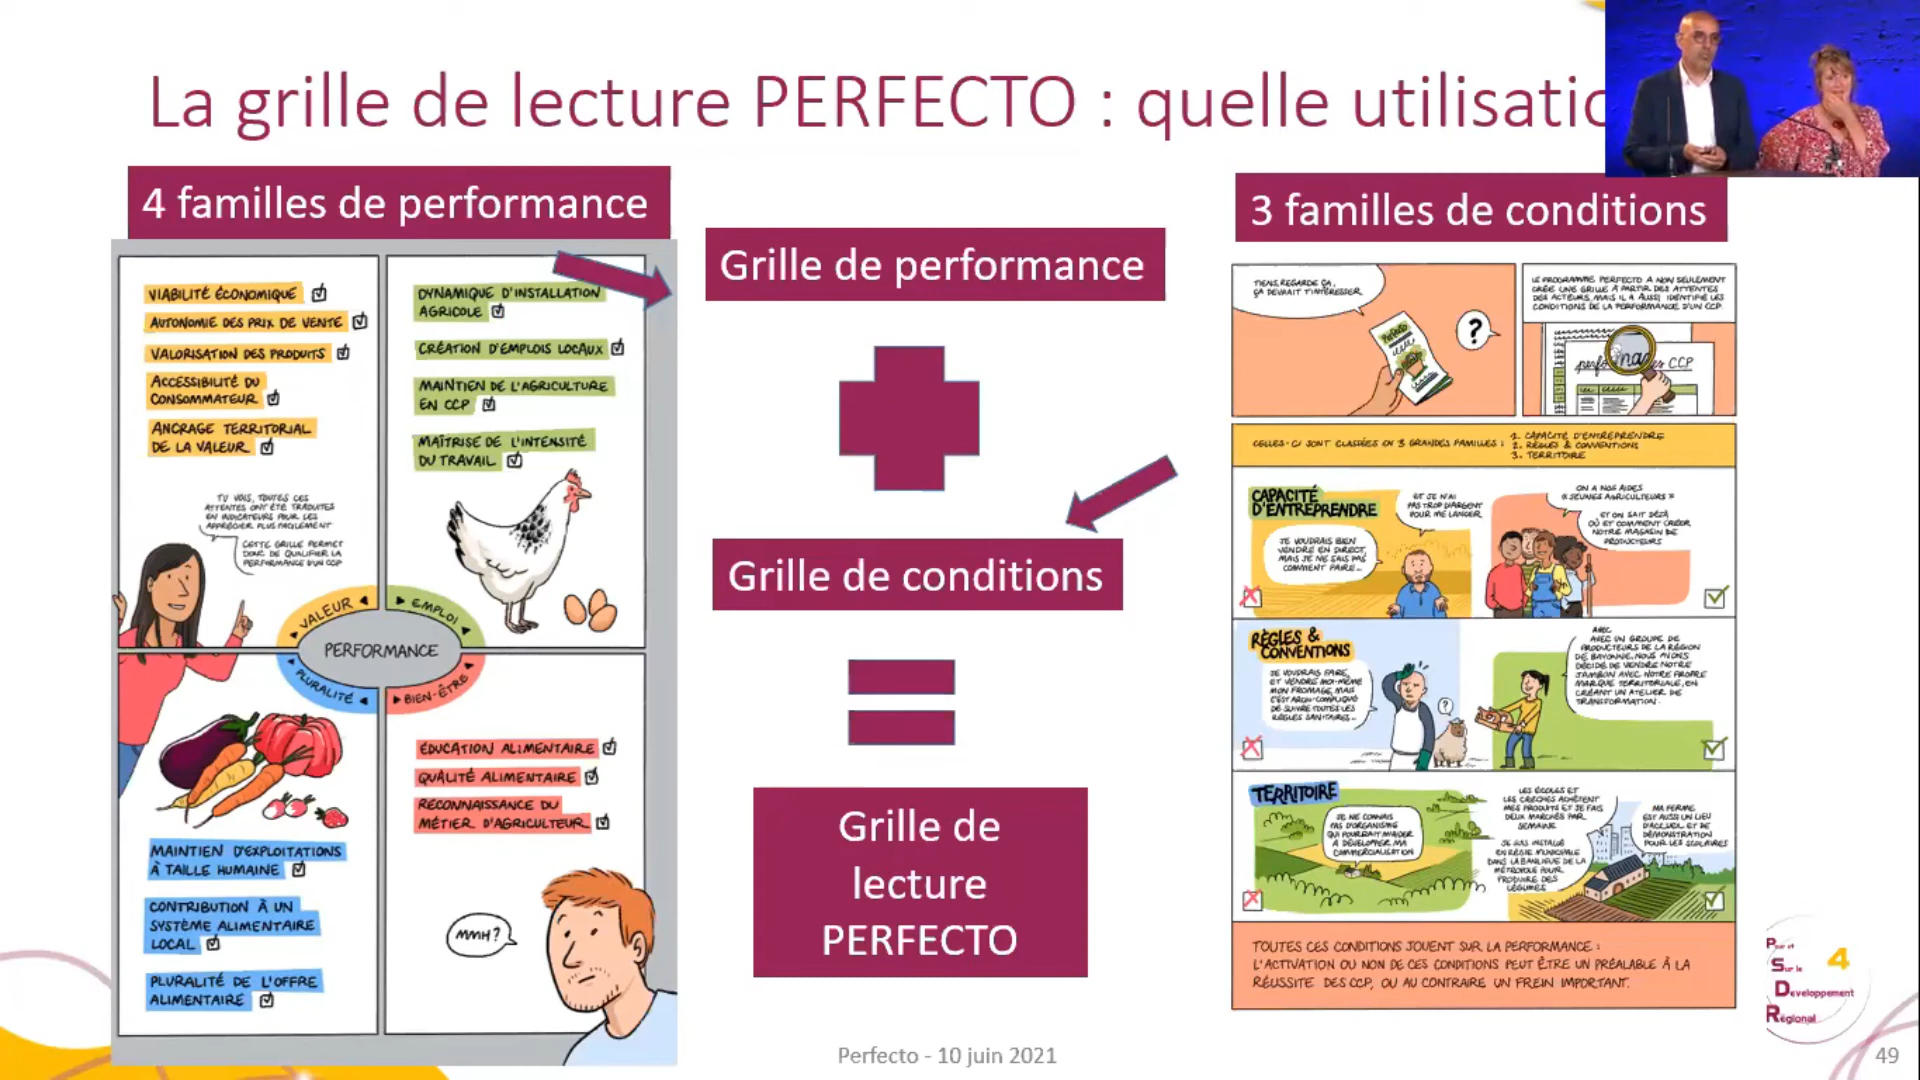 La grille de lecture PERFECTO : quelle utilisatio
4 familles de performance
VIABILITÉ ÉCONOMIQUE
AUTONOMIE DES PRIX DE VENTE
VALORISATION DES PRODUITS
ACCESSIBILITÉ DU
CONSOMMATEUR
ANCRAGE TERRITORIAL
DE LA VALEUR
TU VOIS, TOUTES CES
ATTENTES ONT ÉTÉ TRADUITES
EN INDICATEURS POUR LES
APPRÉCIER PLUS FACILEMENT
CETTE GRILLE PERMET
DONC DE QUALIFIER LA
PERFORMANCE D'UN CCP
DYNAMIQUE D'INSTALLATION
AGRICOLE
CRÉATION D'EMPLOIS LOCAUX
MAINTIEN DE L'AGRICULTURE
EN CCP
MAÎTRISE DE L'INTENSITÉ
DU TRAVAIL
VALEUR
EMPLOI
PERFORMANCE
PLURALITÉ
BIEN-ÊTRE
MAINTIEN D'EXPLOITATIONS
À TAILLE HUMAINE
CONTRIBUTION À UN
SYSTÈME ALIMENTAIRE
LOCAL
PLURALITÉ DE L'OFFRE
ALIMENTAIRE
ÉDUCATION ALIMENTAIRE
QUALITÉ ALIMENTAIRE
RECONNAISSANCE DU
MÉTIER D'AGRICULTEUR
MMH?
Grille de performance
Grille de conditions
Grille de
lecture
PERFECTO
3 familles de conditions
TIENS, REGARDE ÇA,
ÇA DEVRAIT T'INTÉRESSER
PERFECTO
?
LE PROGRAMME PERFECTO A NON SEULEMENT
CRÉÉ UNE GRILLE À PARTIR DES ATTENTES
DES ACTEURS, MAIS IL A AUSSI IDENTIFIÉ LES
CONDITIONS DE LA PERFORMANCE D'UN CCP
CCP
CELLES-CI SONT CLASSÉES EN 3 GRANDES FAMILLES :
1. CAPACITÉ D'ENTREPRENDRE
2. RÈGLES & CONVENTIONS
3. TERRITOIRE
CAPACITÉ
D'ENTREPRENDRE
JE VOUDRAIS BIEN
VENDRE EN DIRECT,
MAIS JE NE SAIS PAS
COMMENT FAIRE...
ET JE N'AI
PAS TROP D'ARGENT
POUR ME LANCER
ON A NOS AIDES
« JEUNES AGRICULTEURS »
ET ON SAIT DÉJÀ
OÙ ET COMMENT CRÉER
NOTRE MAGASIN DE
PRODUCTEURS
RÈGLES &
CONVENTIONS
JE VOUDRAIS FAIRE
ET VENDRE MOI-MÊME
MON FROMAGE, MAIS
C'EST ARCHI-COMPLIQUÉ
DE SUIVRE TOUTES LES
RÈGLES SANITAIRES...
?
AVEC
AVEC UN GROUPE DE
PRODUCTEURS DE LA RÉGION
DE BAYONNE, NOUS AVONS
DÉCIDÉ DE VENDRE NOTRE
JAMBON AVEC NOTRE PROPRE
MARQUE TERRITORIALE, EN
CRÉANT UN ATELIER DE
TRANSFORMATION.
TERRITOIRE
JE NE CONNAIS
PAS D'ORGANISME
QUI POURRAIT M'AIDER
À DÉVELOPPER MA
COMMERCIALISATION
LES ÉCOLES ET
LES CRÈCHES ACHÈTENT
MES PRODUITS ET JE FAIS
DEUX MARCHÉS PAR
SEMAINE
JE SUIS INSTALLÉ
EN RÉGIE MUNICIPALE
DANS LA BANLIEUE DE LA
MÉTROPOLE POUR
PRODUIRE DES
LÉGUMES
MA FERME
EST AUSSI UN LIEU
D'ACCUEIL ET DE
DÉMONSTRATION
POUR LES SCOLAIRES
TOUTES CES CONDITIONS JOUENT SUR LA PERFORMANCE :
L'ACTIVATION OU NON DE CES CONDITIONS PEUT ÊTRE UN PRÉALABLE À LA
RÉUSSITE DES CCP, OU AU CONTRAIRE UN FREIN IMPORTANT.
Pour et
Sur le 4
Developpement
Régional
Perfecto - 10 juin 2021
49